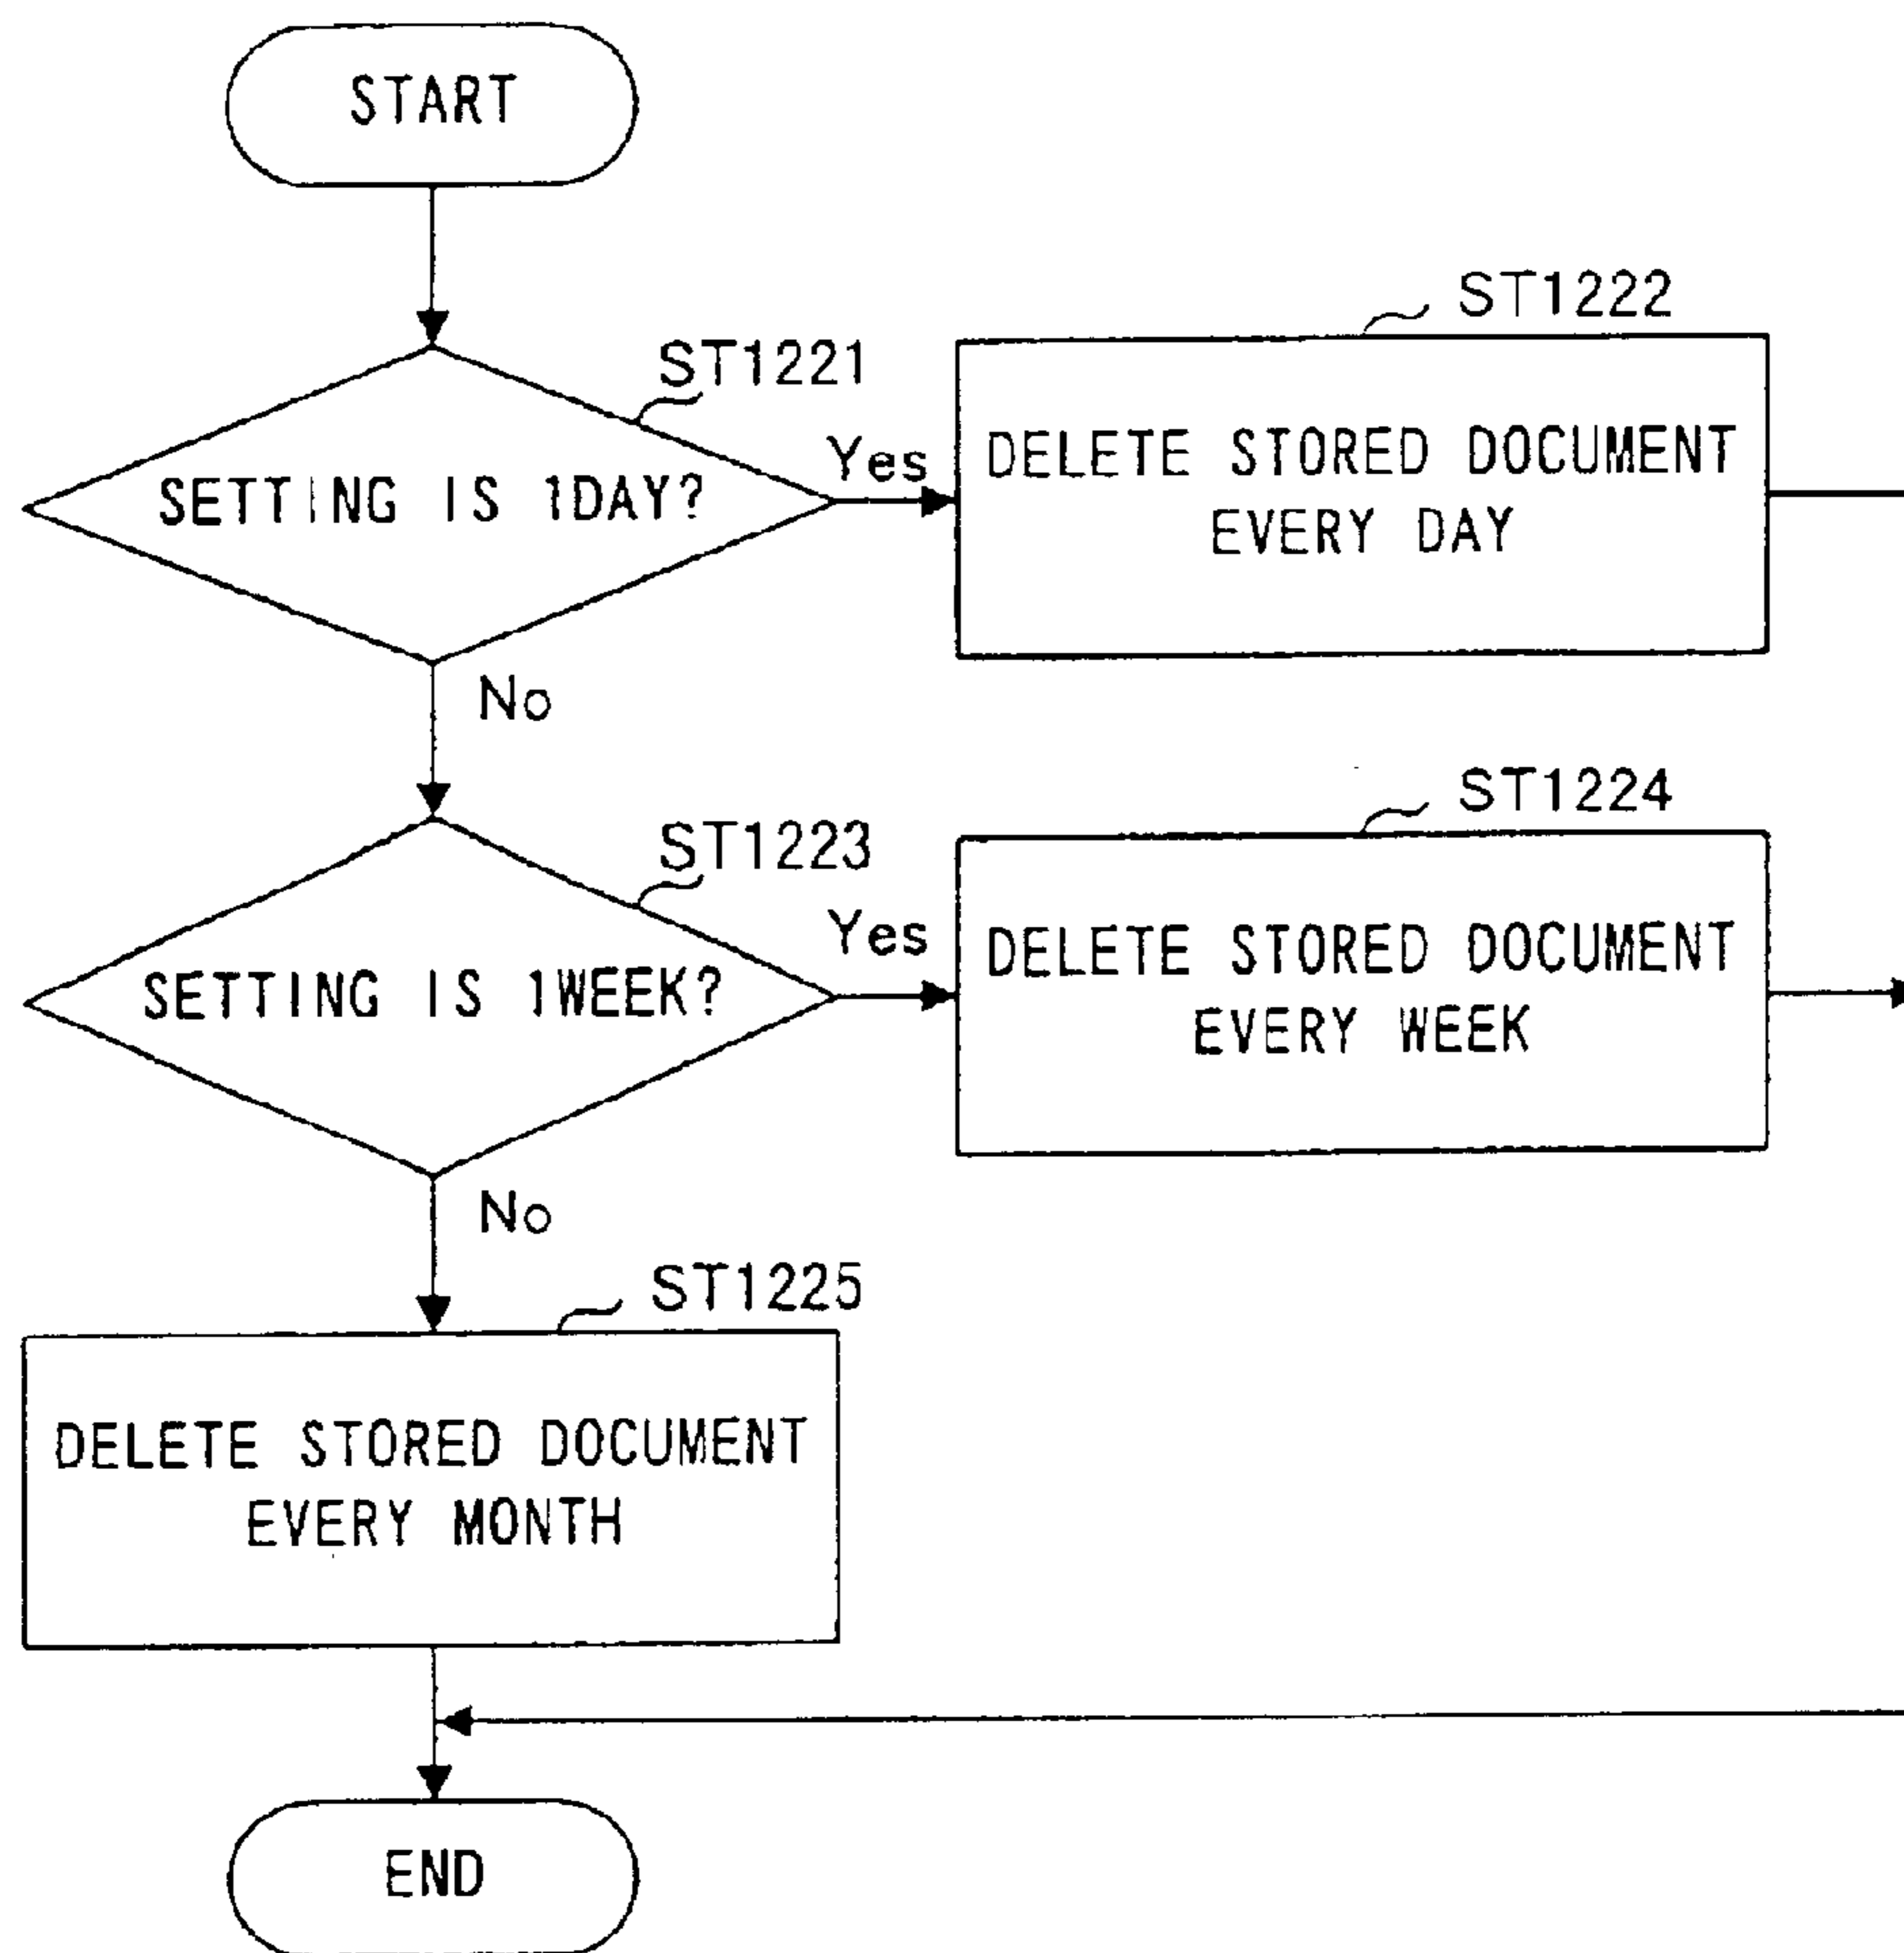 START
ST1221
SETTING IS 1DAY?
Yes
ST1222
DELETE STORED DOCUMENT
EVERY DAY
No
ST1223
SETTING IS 1WEEK?
Yes
ST1224
DELETE STORED DOCUMENT
EVERY WEEK
No
ST1225
DELETE STORED DOCUMENT
EVERY MONTH
END